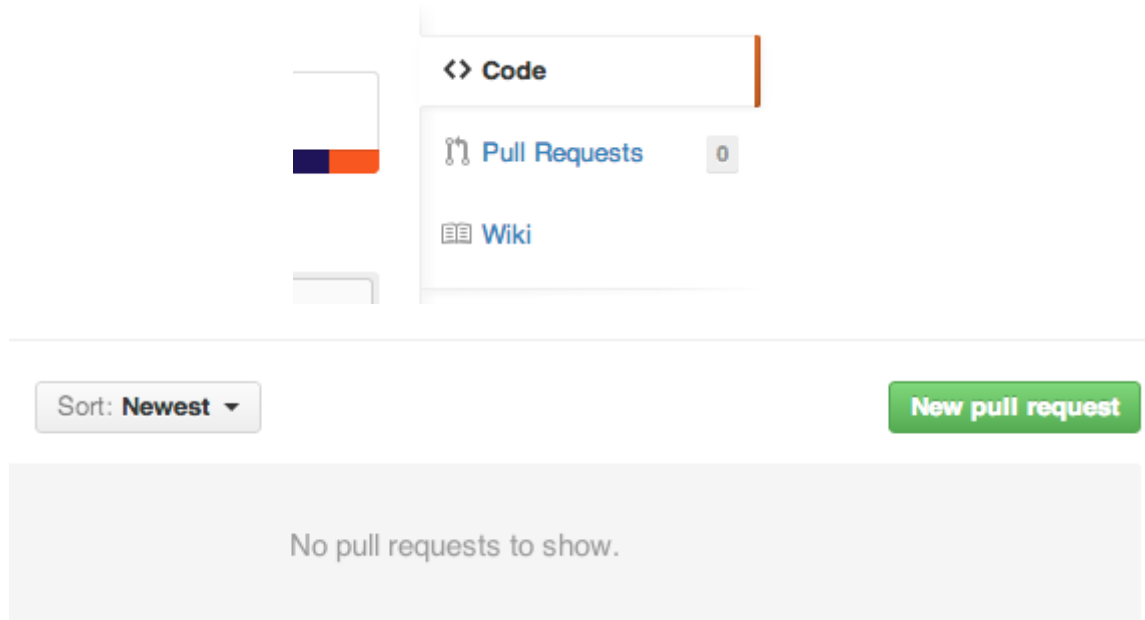 <> Code
Pull Requests 0
Wiki
Sort: Newest
New pull request
No pull requests to show.